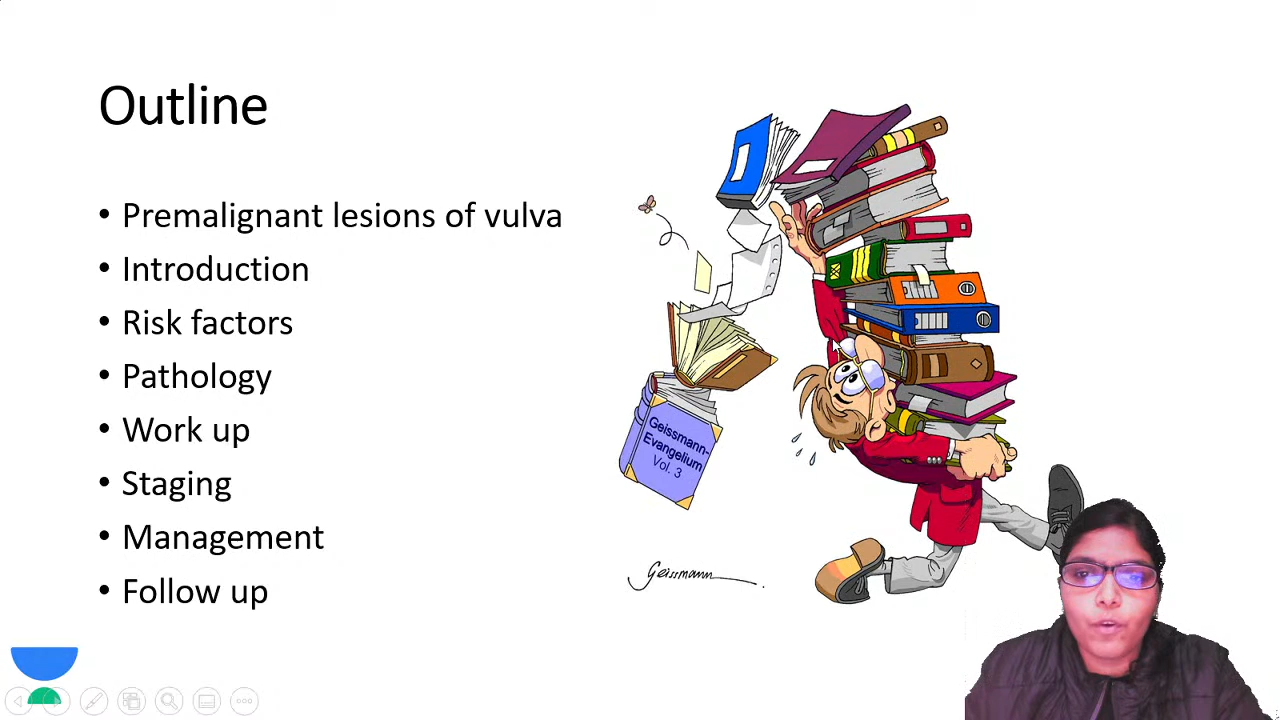 Outline
• Premalignant lesions of vulva
• Introduction
• Risk factors
• Pathology
• Work up
• Staging
• Management
• Follow up
Geissmann-
Evangelium
Vol. 3
Geissmann